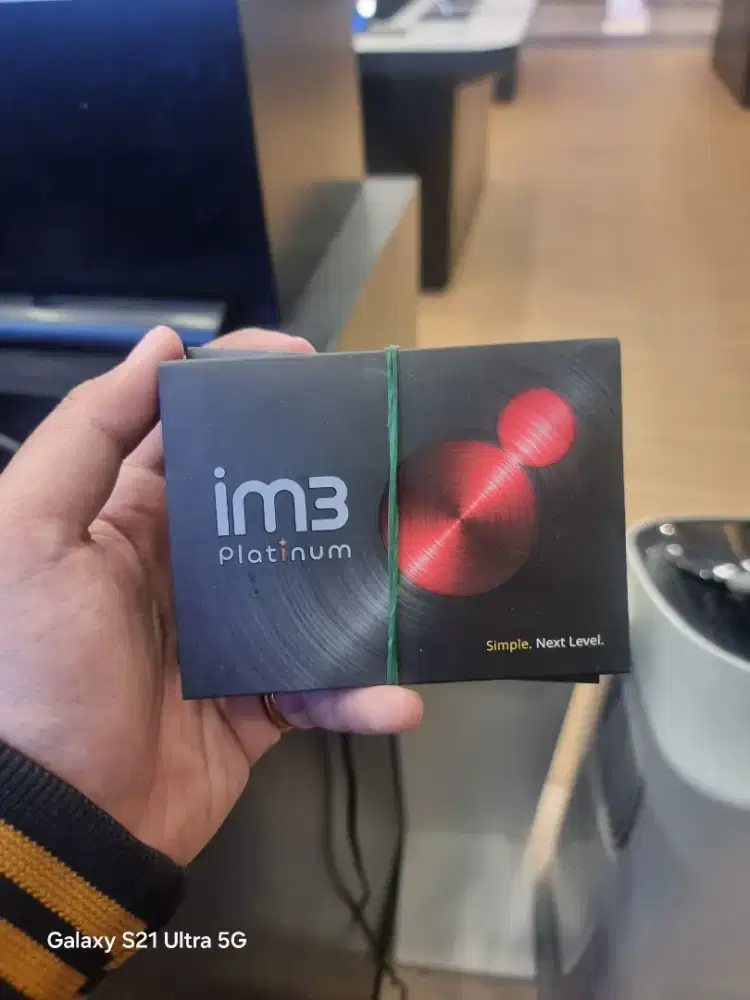 im3
Platinum
Simple. Next Level.
Galaxy S21 Ultra 5G